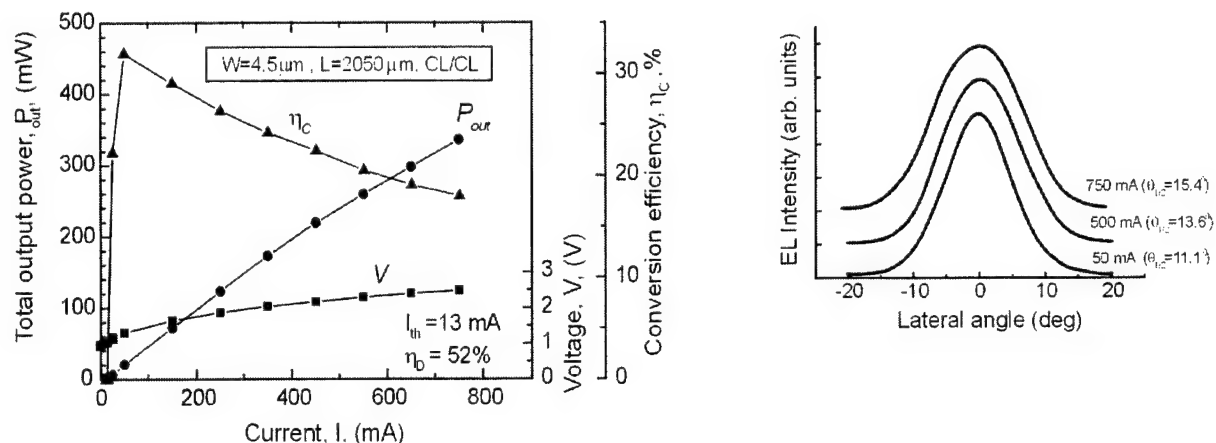 500
400
300
200
100
0
Total output power, P_out, (mW)
W=4.5µm , L=2050 µm. CL/CL
η_C
P_out
V
I_th =13 mA
η_D = 52%
0
200
400
600
800
Current, I. (mA)
3
2
1
0
Voltage, V, (V)
30
20
10
0
Conversion efficiency, η_C .%
EL Intensity (arb. units)
750 mA
500 mA
50 mA
-20
-10
0
10
20
Lateral angle (deg)